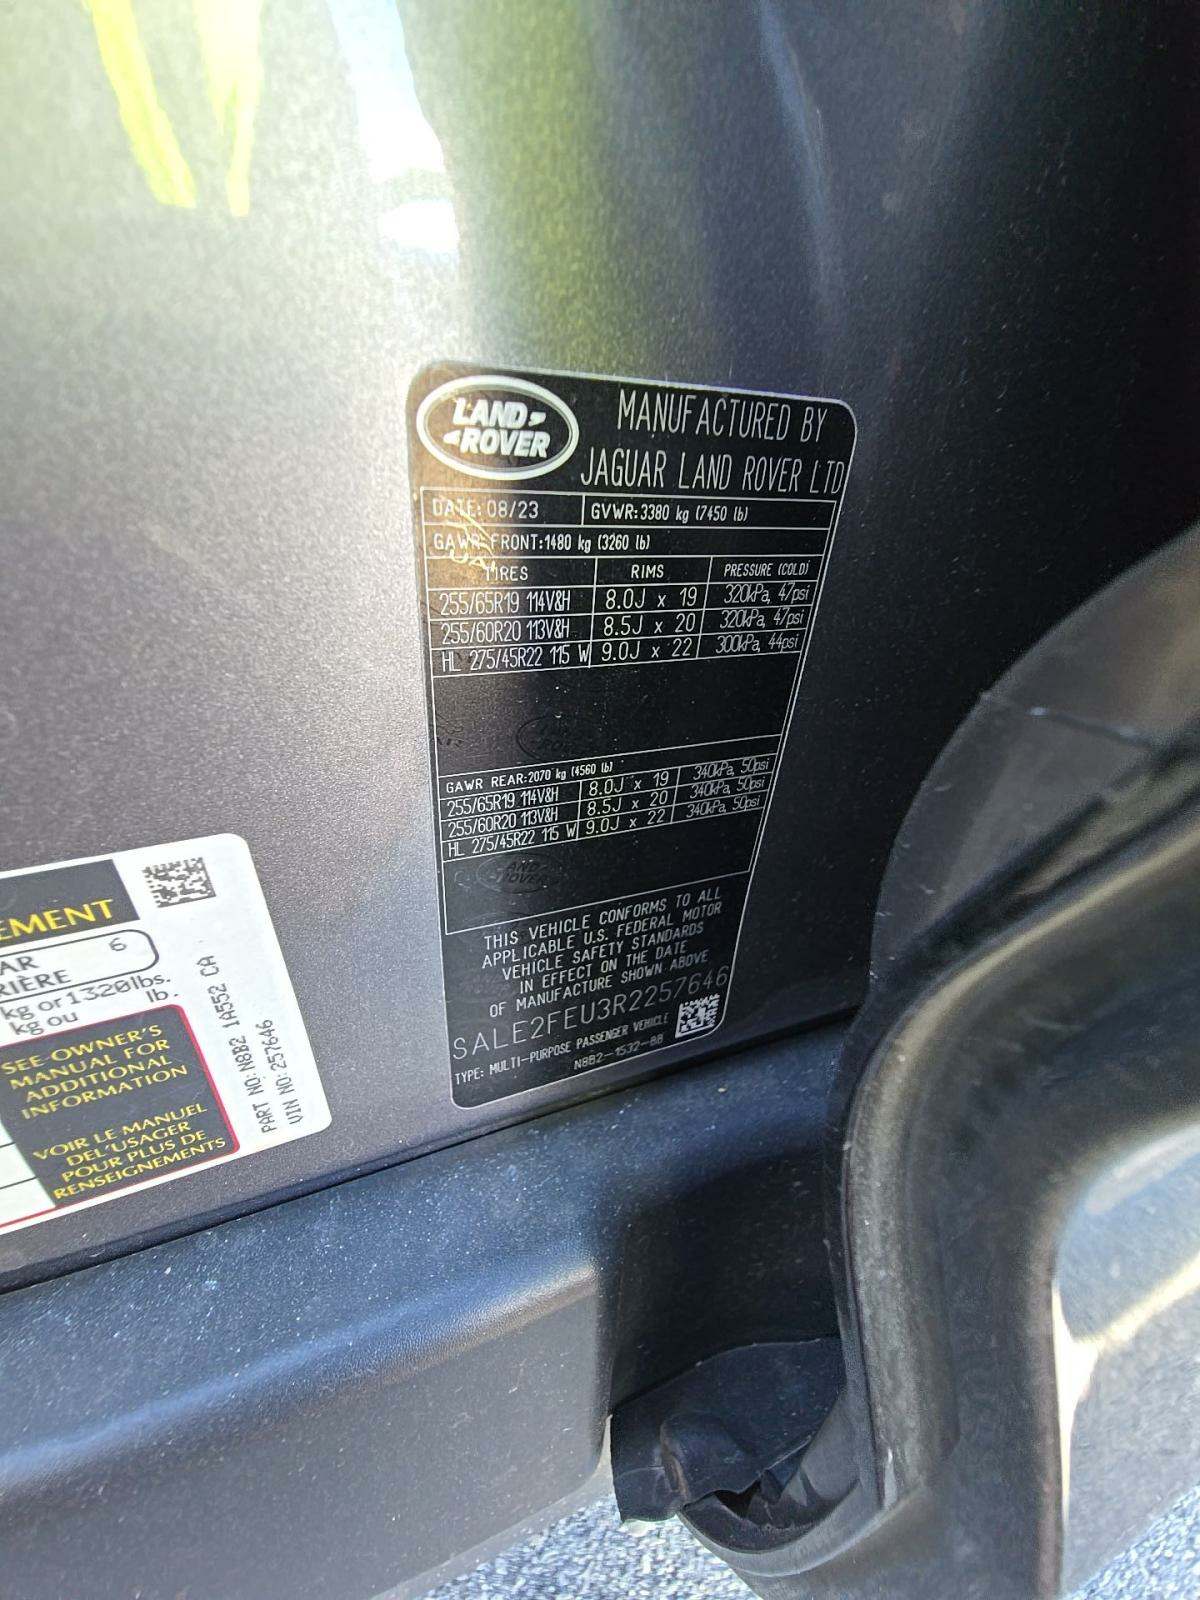 LAND
ROVER
MANUFACTURED BY
JAGUAR LAND ROVER LTD
DATE: 08/23 GVWR:3380 kg (7450 lb)
GAWR FRONT:1480 kg (3260 lb)
TIRES RIMS PRESSURE (COLD)
255/65R19 114V&H 8.0J x 19 320kPa, 47psi
255/60R20 113V&H 8.5J x 20 320kPa, 47psi
HL 275/45R22 115 W 9.0J x 22 300kPa, 44psi
GAWR REAR:2070 kg (4560 lb)
255/65R19 114V&H 8.0J x 19 340kPa, 50psi
255/60R20 113V&H 8.5J x 20 340kPa, 50psi
HL 275/45R22 115 W 9.0J x 22 340kPa, 50psi
THIS VEHICLE CONFORMS TO ALL
APPLICABLE U.S. FEDERAL MOTOR
VEHICLE SAFETY STANDARDS
IN EFFECT ON THE DATE
OF MANUFACTURE SHOWN ABOVE
SALE2FEU3R2257646
TYPE: MULTI-PURPOSE PASSENGER VEHICLE
N8B2-1532-BB
EMENT
AR 6
RIÈRE
kg or 1320lbs.
kg ou lb.
SEE OWNER'S
MANUAL FOR
ADDITIONAL
INFORMATION
VOIR LE MANUEL
DEL'USAGER
POUR PLUS DE
RENSEIGNEMENTS
PART NO: N8B2 1A552 CA
VIN NO: 257646